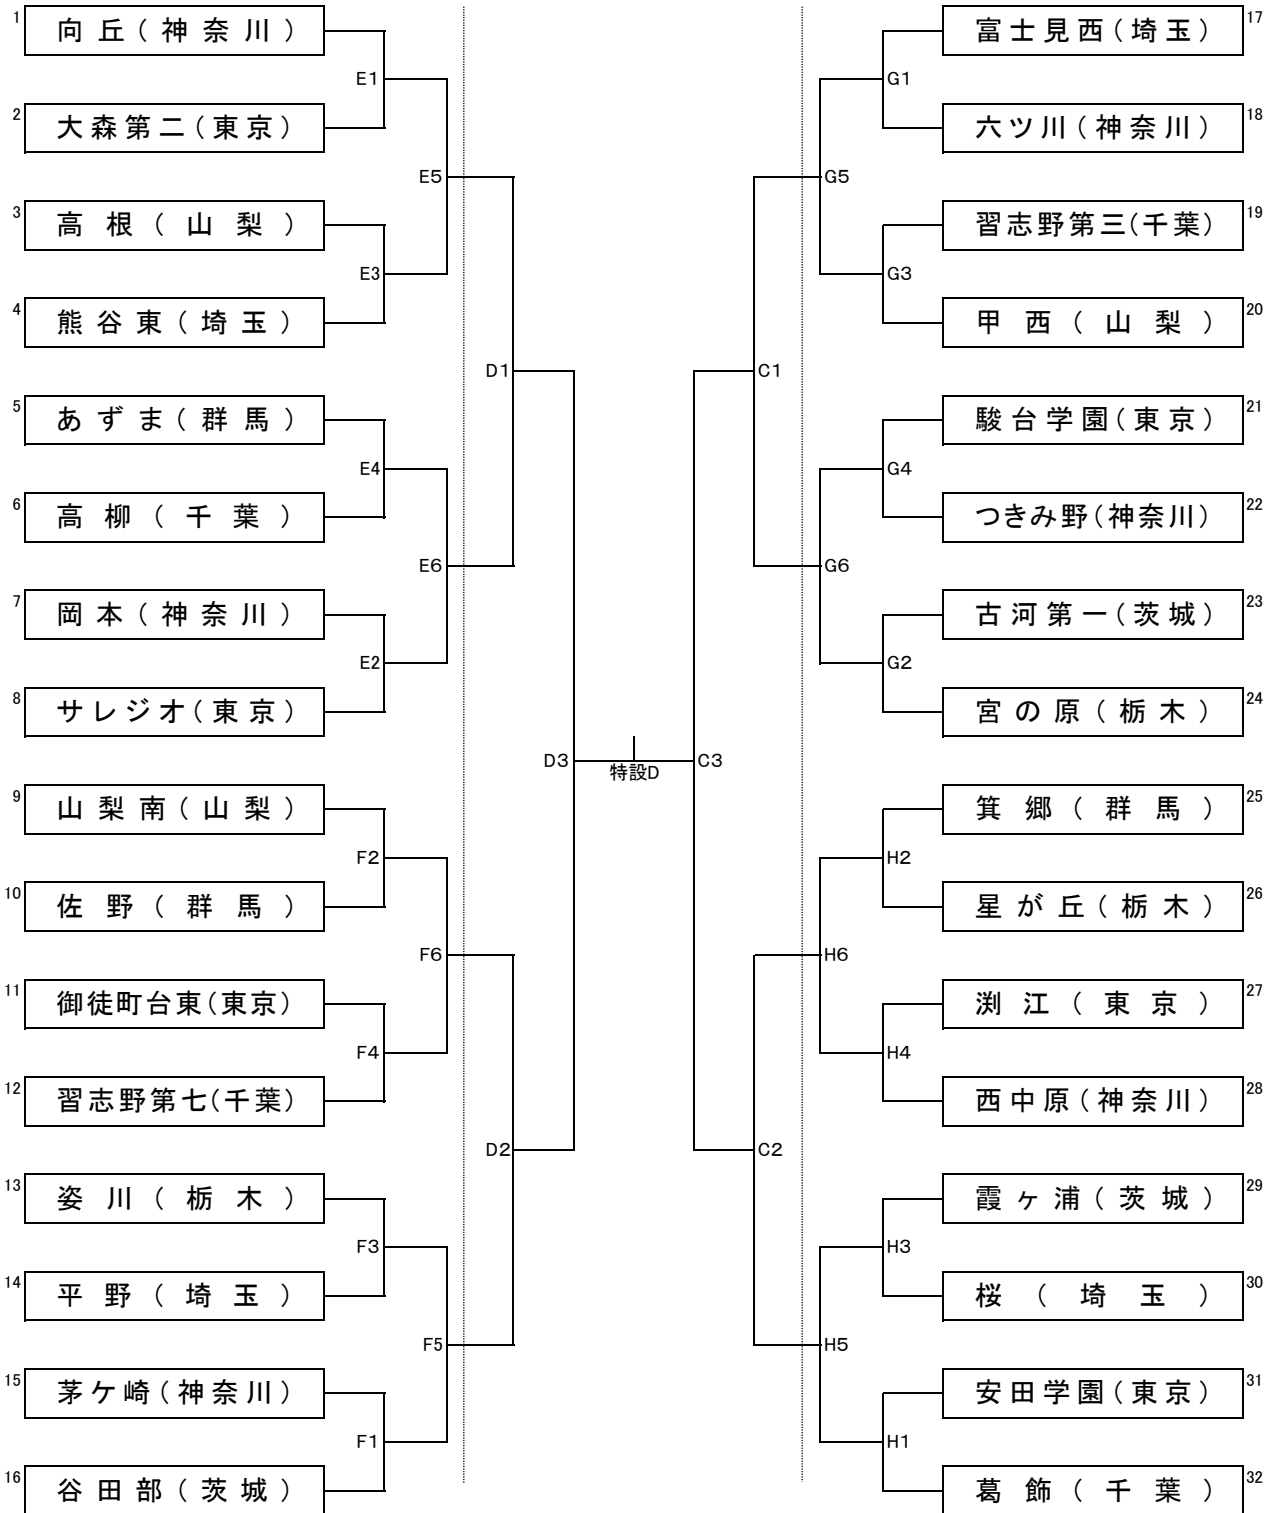 1 向丘(神奈川)
E1
2 大森第二(東京)
E5
3 高根(山梨)
E3
4 熊谷東(埼玉)
D1
5 あずま(群馬)
E4
6 高柳(千葉)
E6
7 岡本(神奈川)
E2
8 サレジオ(東京)
D3
特設D
9 山梨南(山梨)
F2
10 佐野(群馬)
F6
11 御徒町台東(東京)
F4
12 習志野第七(千葉)
D2
13 姿川(栃木)
F3
14 平野(埼玉)
F5
15 茅ケ崎(神奈川)
F1
16 谷田部(茨城)
富士見西(埼玉) 17
G1
六ツ川(神奈川) 18
G5
習志野第三(千葉) 19
G3
甲西(山梨) 20
C1
駿台学園(東京) 21
G4
つきみ野(神奈川) 22
G6
古河第一(茨城) 23
G2
宮の原(栃木) 24
C3
箕郷(群馬) 25
H2
星が丘(栃木) 26
H6
渕江(東京) 27
H4
西中原(神奈川) 28
C2
霞ヶ浦(茨城) 29
H3
桜(埼玉) 30
H5
安田学園(東京) 31
H1
葛飾(千葉) 32